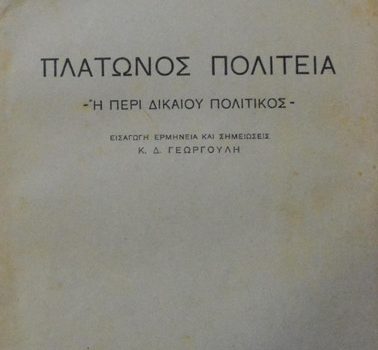 ΠΛΑΤΩΝΟΣ ΠΟΛΙΤΕΙΑ
-Ἢ ΠΕΡΙ ΔΙΚΑΙΟΥ ΠΟΛΙΤΙΚΟΣ-
ΕΙΣΑΓΩΓΗ ΕΡΜΗΝΕΙΑ ΚΑΙ ΣΗΜΕΙΩΣΕΙΣ
Κ. Δ. ΓΕΩΡΓΟΥΛΗ